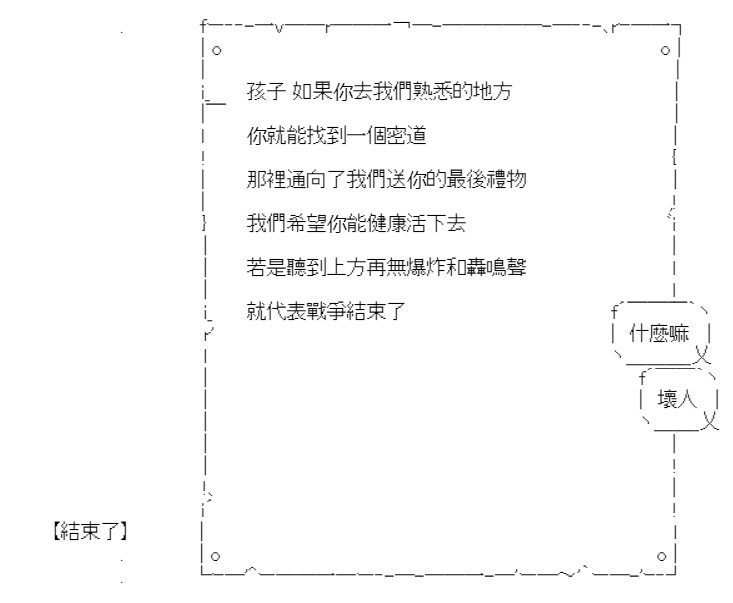 孩子 如果你去我們熟悉的地方
你就能找到一個密道
那裡通向了我們送你的最後禮物
我們希望你能健康活下去
若是聽到上方再無爆炸和轟鳴聲
就代表戰爭結束了
什麼嘛
壞人
【結束了】